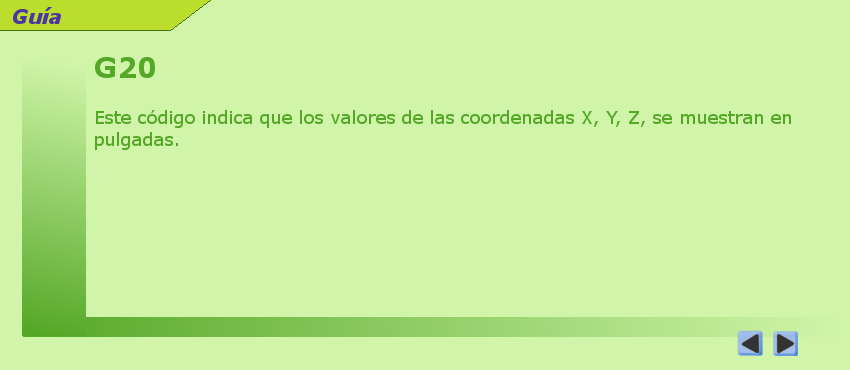 Guía
G20
Este código indica que los valores de las coordenadas X, Y, Z, se muestran en
pulgadas.